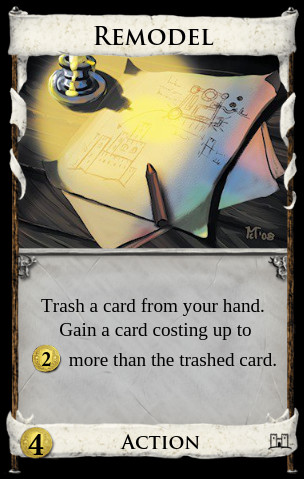 REMODEL
Trash a card from your hand.
Gain a card costing up to
2 more than the trashed card.
4 ACTION